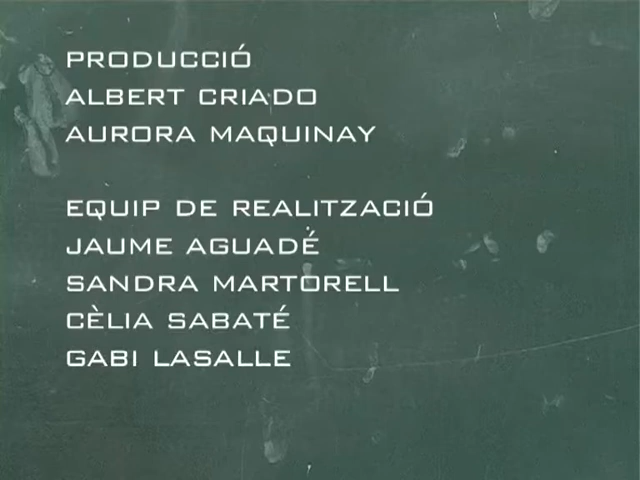 PRODUCCIÓ
ALBERT CRIADO
AURORA MAQUINAY
EQUIP DE REALITZACIÓ
JAUME AGUADÉ
SANDRA MARTORELL
CÈLIA SABATÉ
GABI LASALLE